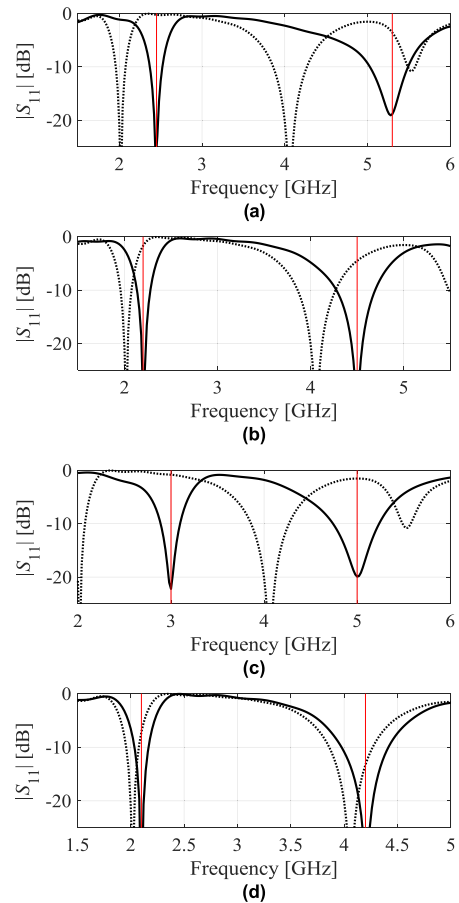 0
-10
-20
|S11| [dB]
2 3 4 5 6
Frequency [GHz]
(a)
0
-10
-20
|S11| [dB]
2 3 4 5
Frequency [GHz]
(b)
0
-10
-20
|S11| [dB]
2 3 4 5 6
Frequency [GHz]
(c)
0
-10
-20
|S11| [dB]
1.5 2 2.5 3 3.5 4 4.5 5
Frequency [GHz]
(d)